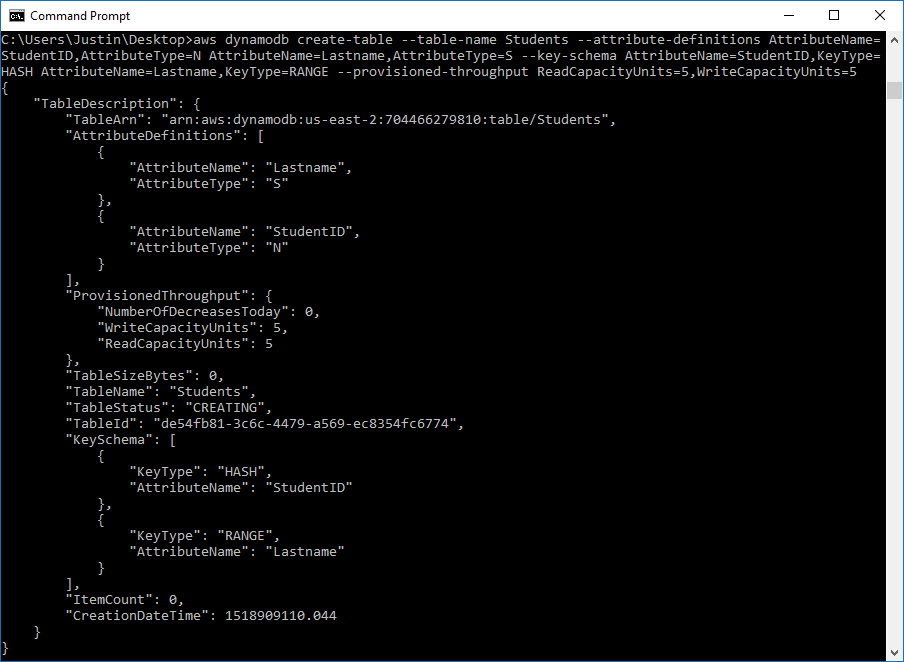 Command Prompt
C:\Users\Justin\Desktop>aws dynamodb create-table --table-name Students --attribute-definitions AttributeName=
StudentID,AttributeType=N AttributeName=Lastname,AttributeType=S --key-schema AttributeName=StudentID,KeyType=
HASH AttributeName=Lastname,KeyType=RANGE --provisioned-throughput ReadCapacityUnits=5,WriteCapacityUnits=5
{
    "TableDescription": {
        "TableArn": "arn:aws:dynamodb:us-east-2:704466279810:table/Students",
        "AttributeDefinitions": [
            {
                "AttributeName": "Lastname",
                "AttributeType": "S"
            },
            {
                "AttributeName": "StudentID",
                "AttributeType": "N"
            }
        ],
        "ProvisionedThroughput": {
            "NumberOfDecreasesToday": 0,
            "WriteCapacityUnits": 5,
            "ReadCapacityUnits": 5
        },
        "TableSizeBytes": 0,
        "TableName": "Students",
        "TableStatus": "CREATING",
        "TableId": "de54fb81-3c6c-4479-a569-ec8354fc6774",
        "KeySchema": [
            {
                "KeyType": "HASH",
                "AttributeName": "StudentID"
            },
            {
                "KeyType": "RANGE",
                "AttributeName": "Lastname"
            }
        ],
        "ItemCount": 0,
        "CreationDateTime": 1518909110.044
    }
}